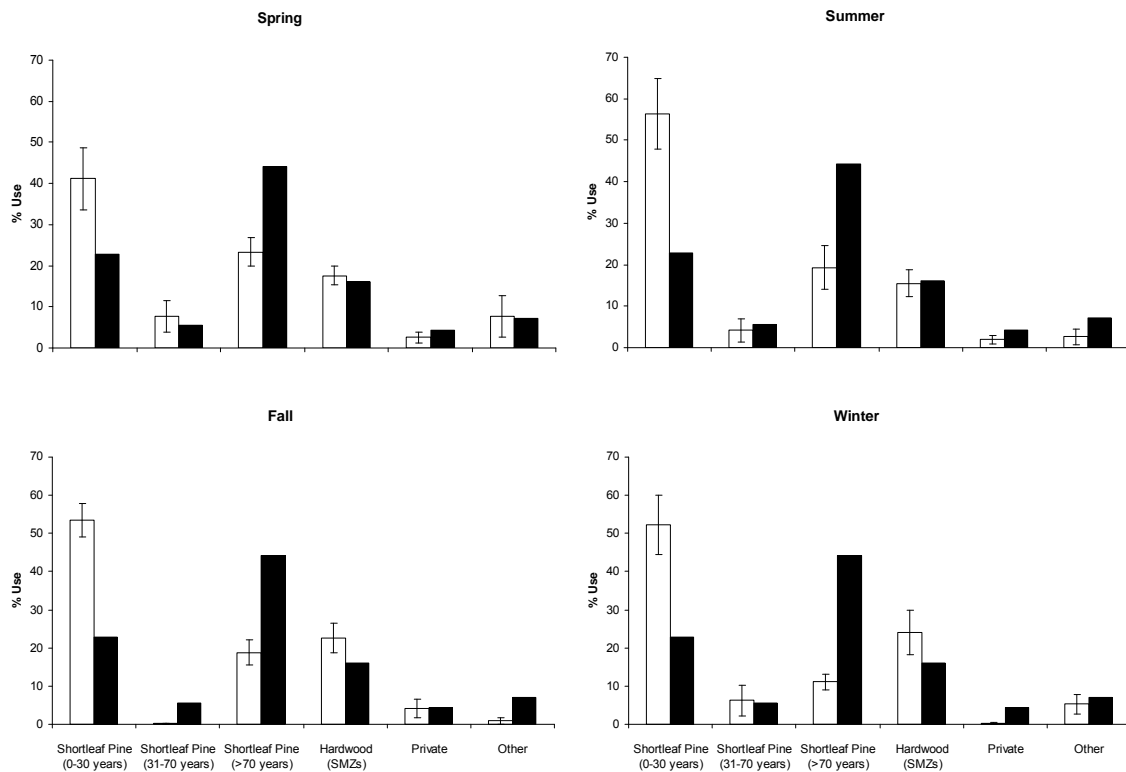 Spring
Summer
70
60
50
40
30
20
10
0
% Use
70
60
50
40
30
20
10
0
% Use
Fall
Winter
70
60
50
40
30
20
10
0
% Use
70
60
50
40
30
20
10
0
% Use
Shortleaf Pine
(0-30 years)
Shortleaf Pine
(31-70 years)
Shortleaf Pine
(>70 years)
Hardwood
(SMZs)
Private
Other
Shortleaf Pine
(0-30 years)
Shortleaf Pine
(31-70 years)
Shortleaf Pine
(>70 years)
Hardwood
(SMZs)
Private
Other